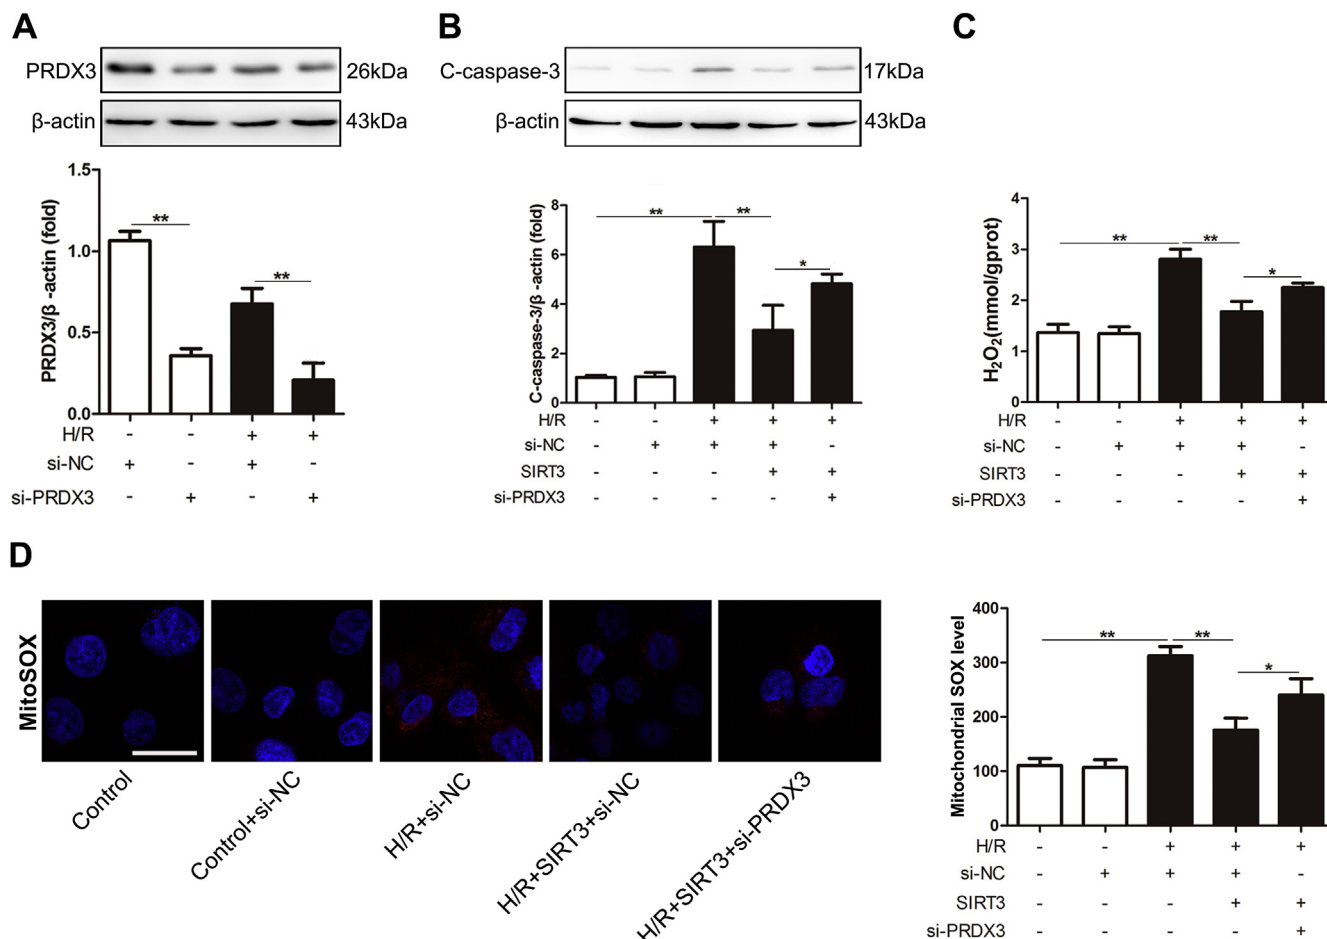 A
PRDX3
26kDa
β-actin
43kDa
1.5
1.0
0.5
0.0
PRDX3/β -actin (fold)
**
**
H/R - - + +
si-NC + - + -
si-PRDX3 - + - +
B
C-caspase-3
17kDa
β-actin
43kDa
8
6
4
2
0
C-caspase-3/β -actin (fold)
**
**
*
H/R - - + + +
si-NC - + + + -
SIRT3 - - - + +
si-PRDX3 - - - - +
C
4
3
2
1
0
H₂O₂(mmol/gprot)
**
**
*
H/R - - + + +
si-NC - + + + -
SIRT3 - - - + +
si-PRDX3 - - - - +
D
MitoSOX
Control
Control+si-NC
H/R+si-NC
H/R+SIRT3+si-NC
H/R+SIRT3+si-PRDX3
400
300
200
100
0
Mitochondrial SOX level
**
**
*
H/R - - + + +
si-NC - + + + -
SIRT3 - - - + +
si-PRDX3 - - - - +